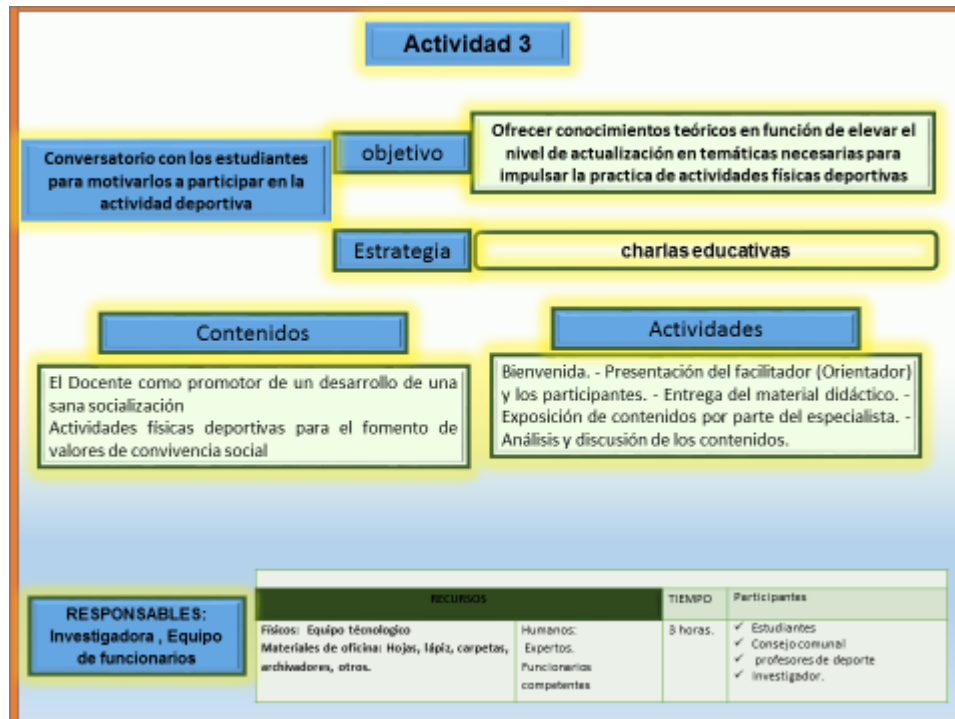 Actividad 3
Conversatorio con los estudiantes
para motivarlos a participar en la
actividad deportiva
objetivo
Ofrecer conocimientos teóricos en función de elevar el
nivel de actualización en temáticas necesarias para
impulsar la practica de actividades físicas deportivas
Estrategia
charlas educativas
Contenidos
El Docente como promotor de un desarrollo de una
sana socialización
Actividades físicas deportivas para el fomento de
valores de convivencia social
Actividades
Bienvenida. - Presentación del facilitador (Orientador)
y los participantes. - Entrega del material didáctico. -
Exposición de contenidos por parte del especialista. -
Análisis y discusión de los contenidos.
RESPONSABLES:
Investigadora , Equipo
de funcionarios
RECURSOS
TIEMPO
Participantes
Físicos: Equipo técnologico
Materiales de oficina: Hojas, lápiz, carpetas,
archivadores, otros.
Humanos:
Expertos.
Funcionarios
competentes
3 horas.
✓ Estudiantes
✓ Consejo comunal
✓ profesores de deporte
✓ Investigador.